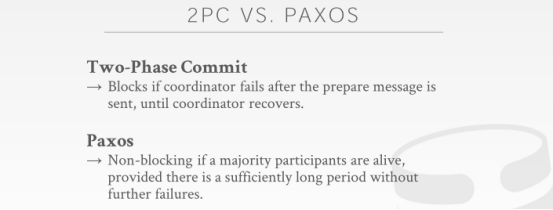 2PC VS. PAXOS
Two-Phase Commit
→ Blocks if coordinator fails after the prepare message is
sent, until coordinator recovers.
Paxos
→ Non-blocking if a majority participants are alive,
provided there is a sufficiently long period without
further failures.